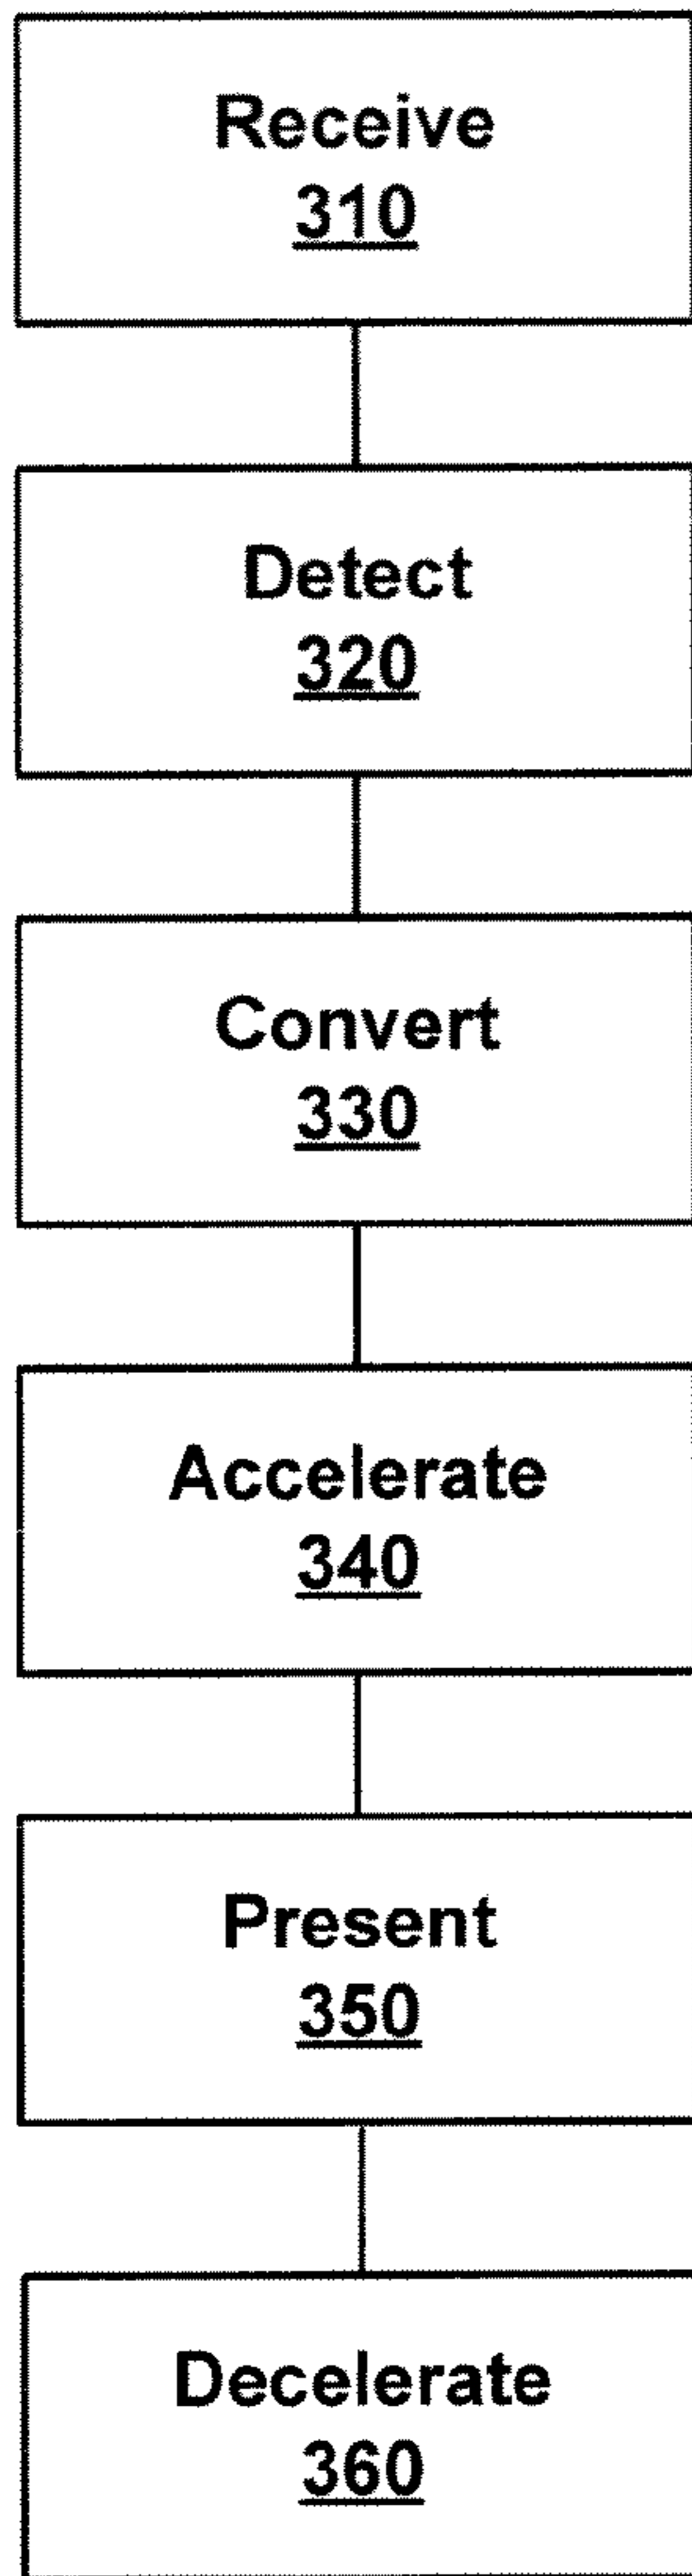 Receive
310
Detect
320
Convert
330
Accelerate
340
Present
350
Decelerate
360